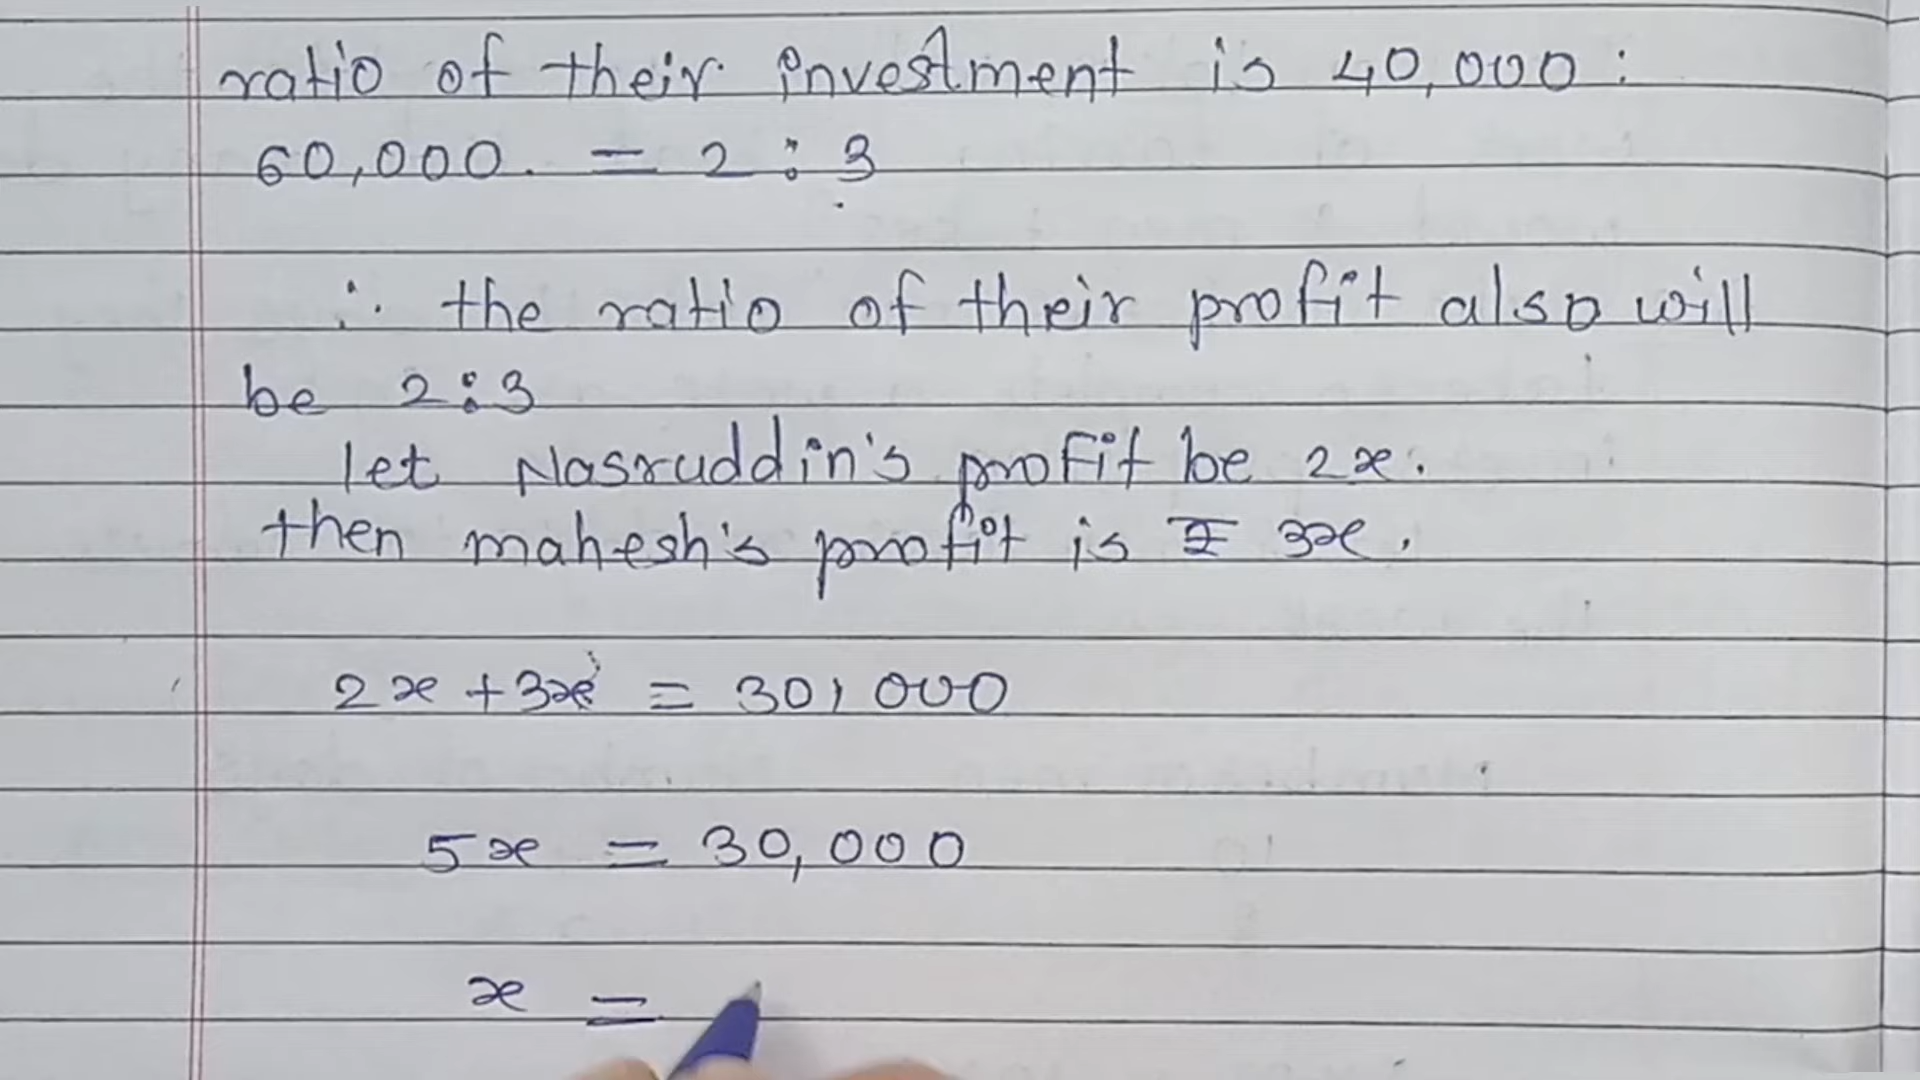 ratio of their investment is 40,000 :
60,000. = 2 : 3
∴ the ratio of their profit also will
be 2:3
let Nasruddin's profit be 2x.
then mahesh's profit is ₹ 3x.
2x + 3x = 30,000
5x = 30,000
x =